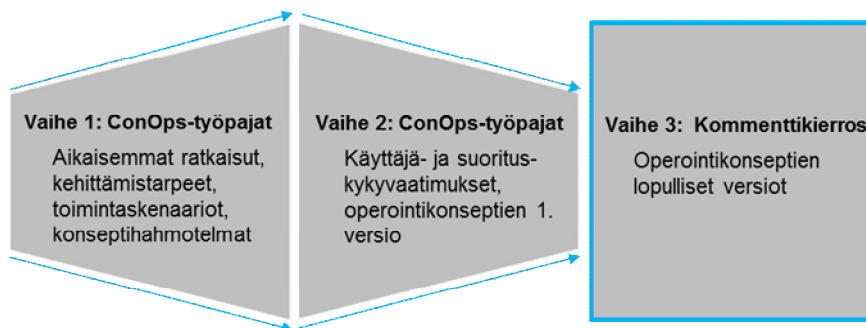 Vaihe 1: ConOps-työpajat
Aikaisemmat ratkaisut,
kehittämistarpeet,
toimintaskenaariot,
konseptihahmotelmat
Vaihe 2: ConOps-työpajat
Käyttäjä- ja suoritus-
kykyvaatimukset,
operointikonseptien 1.
versio
Vaihe 3: Kommenttikierros
Operointikonseptien
lopulliset versiot